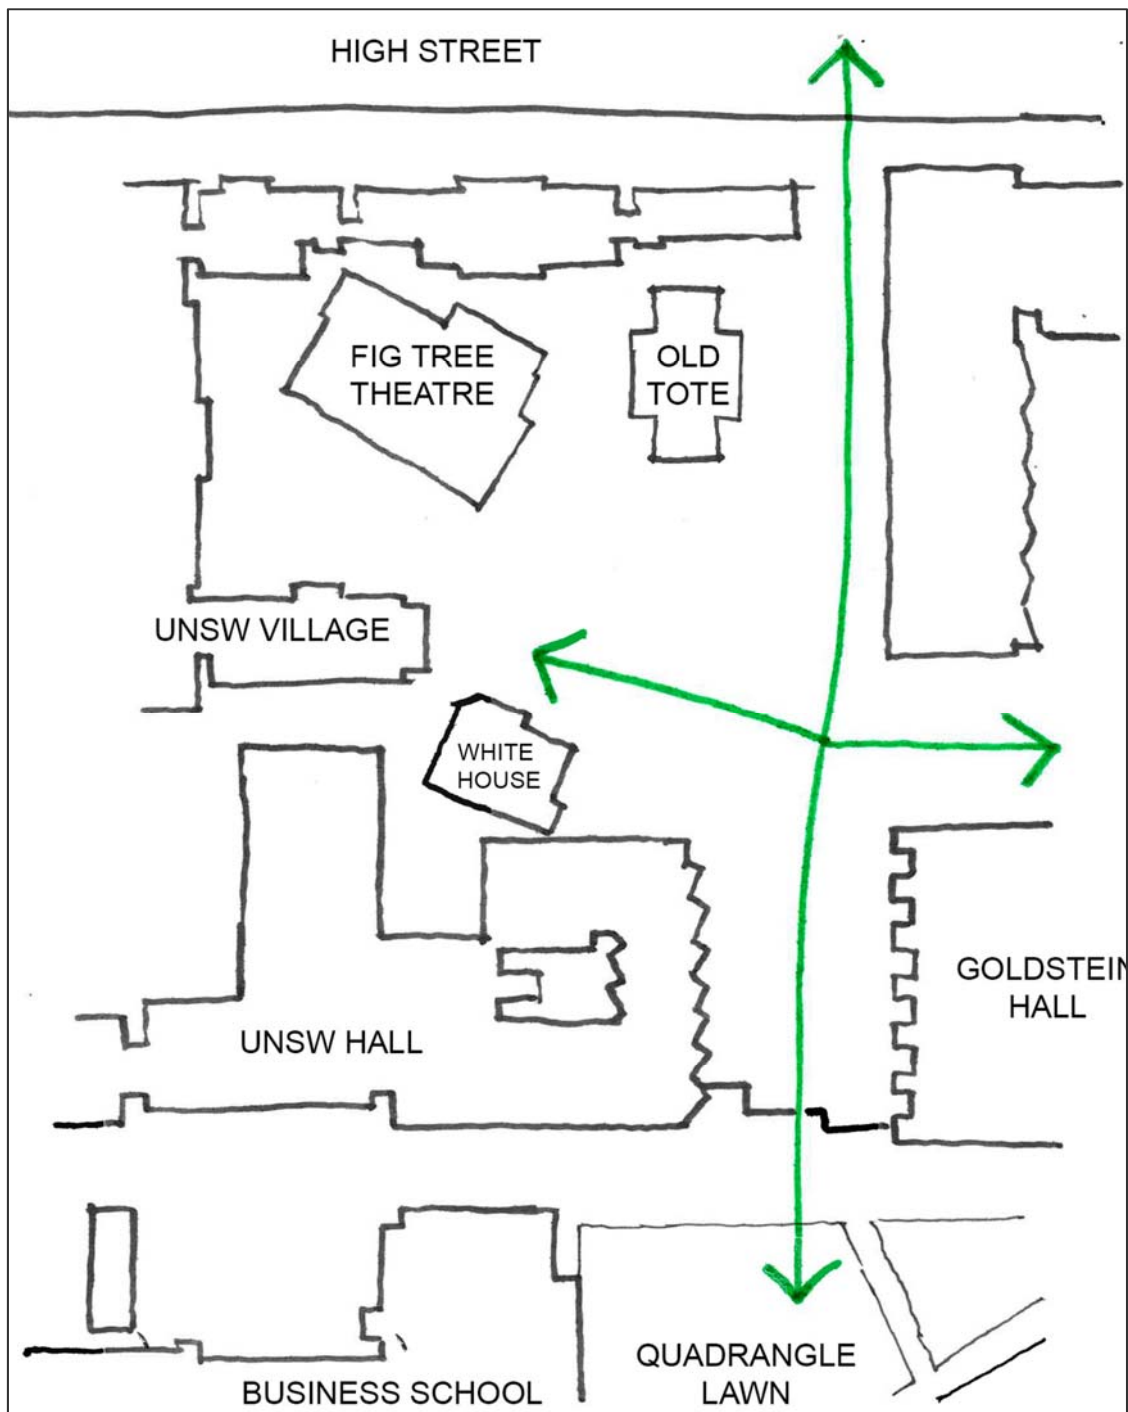 HIGH STREET
FIG TREE
THEATRE
OLD
TOTE
UNSW VILLAGE
WHITE
HOUSE
GOLDSTEIN
HALL
UNSW HALL
QUADRANGLE
LAWN
BUSINESS SCHOOL